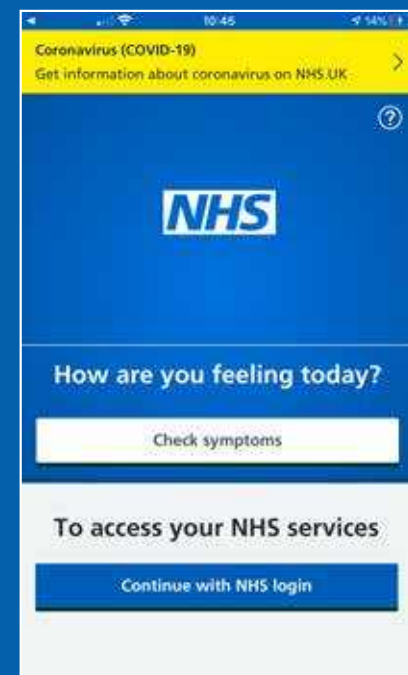 10:46
14%
Coronavirus (COVID-19)
Get information about coronavirus on NHS.UK
?
NHS
How are you feeling today?
Check symptoms
To access your NHS services
Continue with NHS login